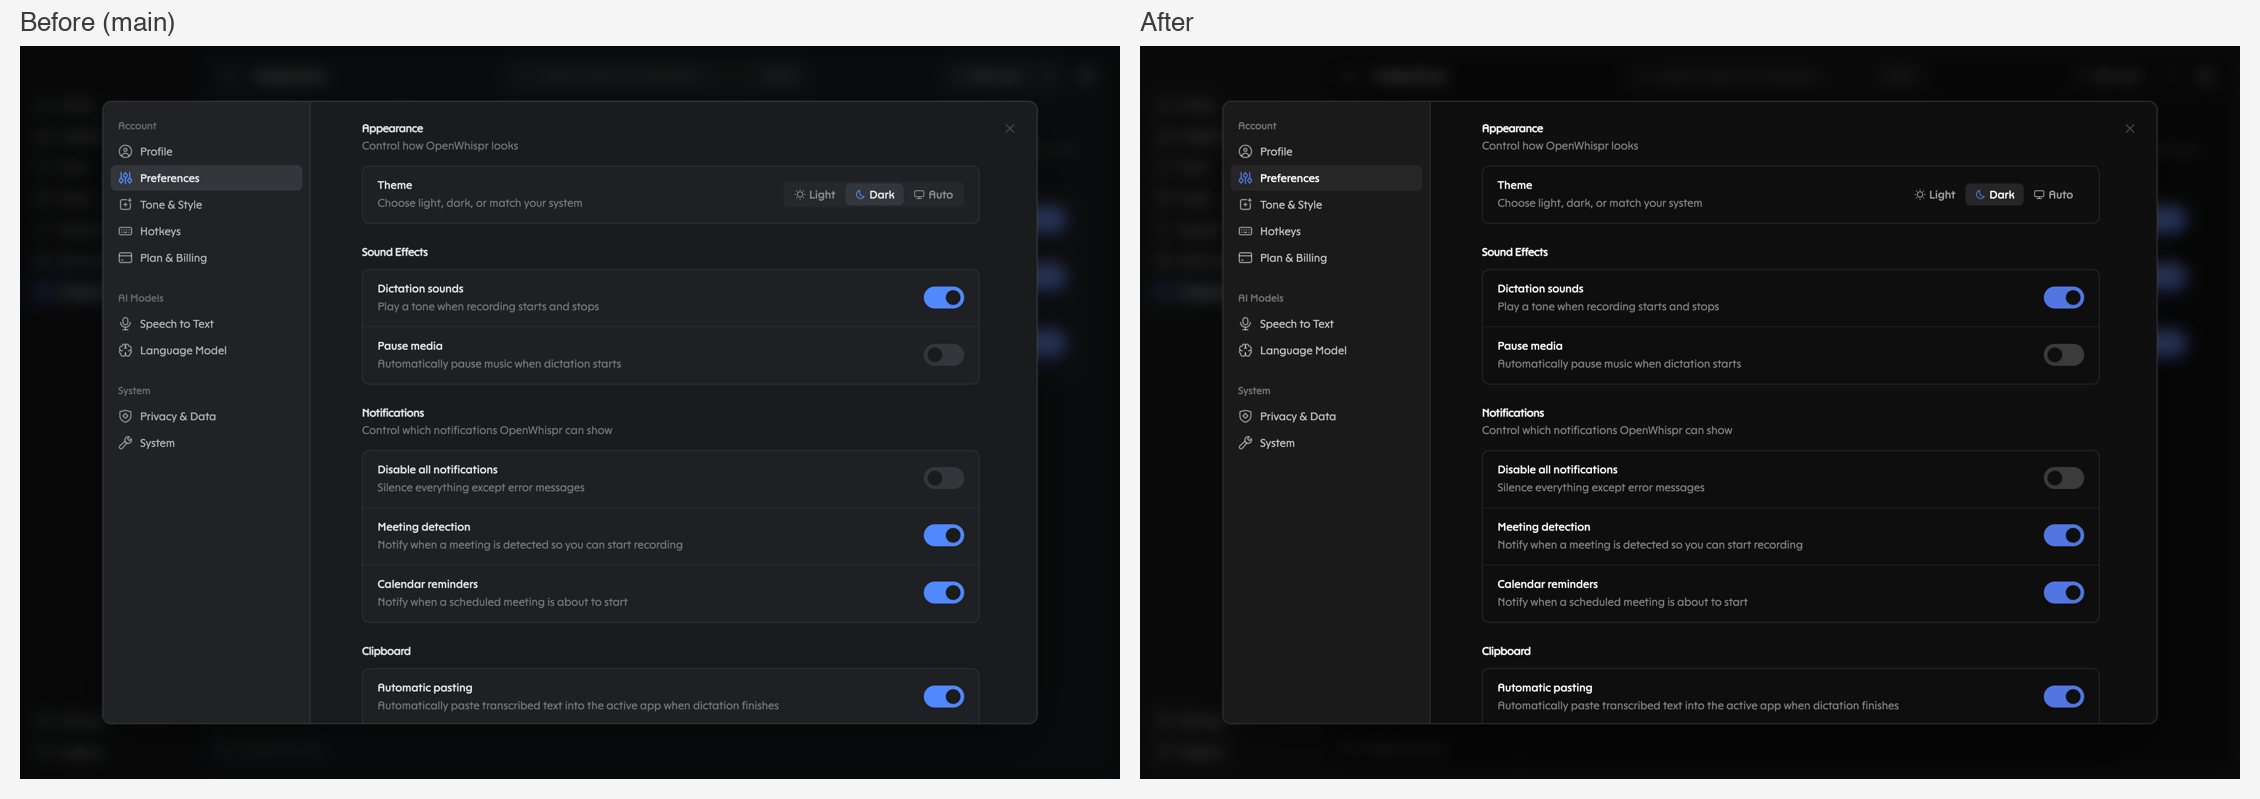 Before (main)
Account
Profile
Preferences
Tone & Style
Hotkeys
Plan & Billing
AI Models
Speech to Text
Language Model
System
Privacy & Data
System
Appearance
Control how OpenWhispr looks
Theme
Choose light, dark, or match your system
Light Dark Auto
Sound Effects
Dictation sounds
Play a tone when recording starts and stops
Pause media
Automatically pause music when dictation starts
Notifications
Control which notifications OpenWhispr can show
Disable all notifications
Silence everything except error messages
Meeting detection
Notify when a meeting is detected so you can start recording
Calendar reminders
Notify when a scheduled meeting is about to start
Clipboard
Automatic pasting
Automatically paste transcribed text into the active app when dictation finishes
After
Account
Profile
Preferences
Tone & Style
Hotkeys
Plan & Billing
AI Models
Speech to Text
Language Model
System
Privacy & Data
System
Appearance
Control how OpenWhispr looks
Theme
Choose light, dark, or match your system
Light Dark Auto
Sound Effects
Dictation sounds
Play a tone when recording starts and stops
Pause media
Automatically pause music when dictation starts
Notifications
Control which notifications OpenWhispr can show
Disable all notifications
Silence everything except error messages
Meeting detection
Notify when a meeting is detected so you can start recording
Calendar reminders
Notify when a scheduled meeting is about to start
Clipboard
Automatic pasting
Automatically paste transcribed text into the active app when dictation finishes